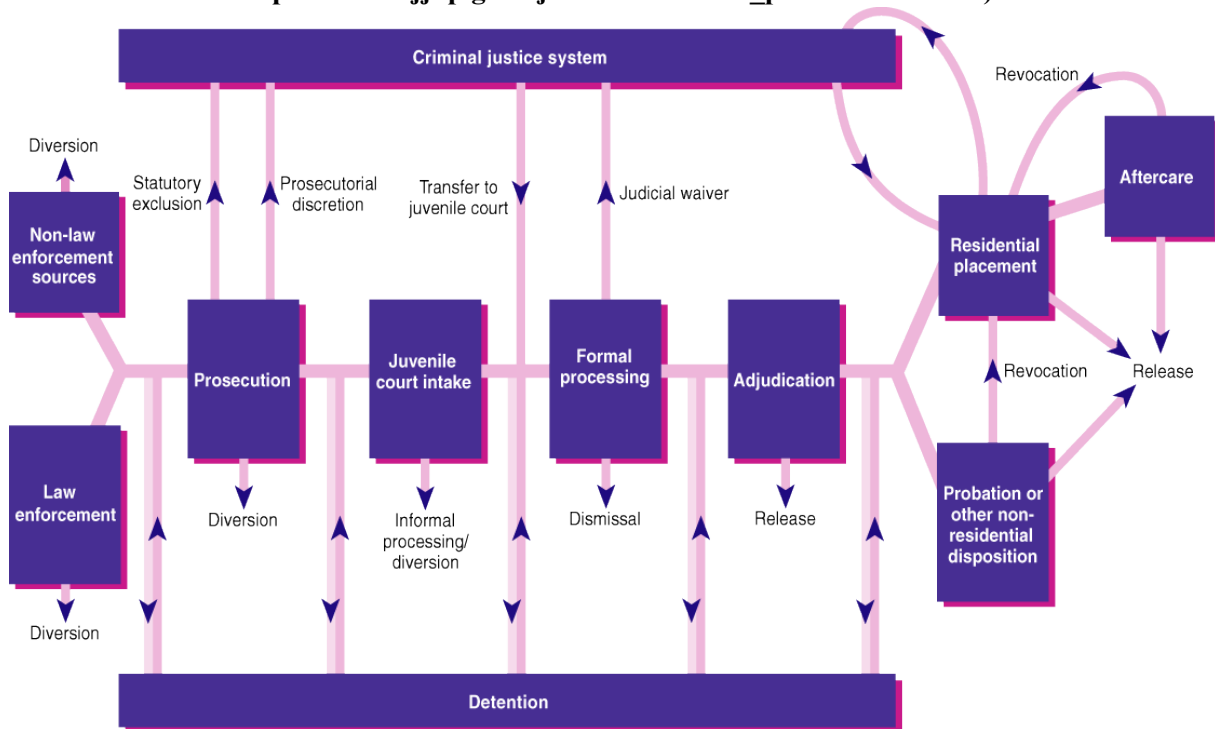 Criminal justice system
Revocation
Diversion
Aftercare
Statutory
exclusion
Prosecutorial
discretion
Transfer to
juvenile court
Judicial waiver
Non-law
enforcement
sources
Residential
placement
Prosecution
Juvenile
court intake
Formal
processing
Adjudication
Revocation
Release
Law
enforcement
Probation or
other non-
residential
disposition
Diversion
Informal
processing/
diversion
Dismissal
Release
Diversion
Detention